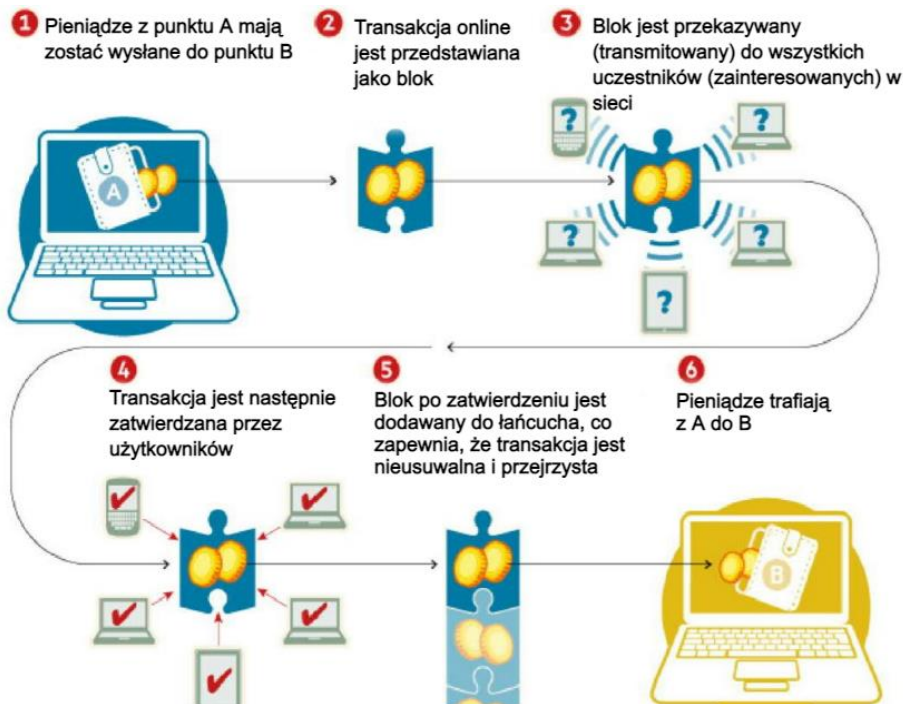 1 Pieniądze z punktu A mają
zostać wysłane do punktu B
2 Transakcja online
jest przedstawiana
jako blok
3 Blok jest przekazywany
(transmitowany) do wszystkich
uczestników (zainteresowanych) w
sieci
A
?
?
?
?
?
4
Transakcja jest następnie
zatwierdzana przez
użytkowników
5
Blok po zatwierdzeniu jest
dodawany do łańcucha, co
zapewnia, że transakcja jest
nieusuwalna i przejrzysta
6
Pieniądze trafiają
z A do B
B